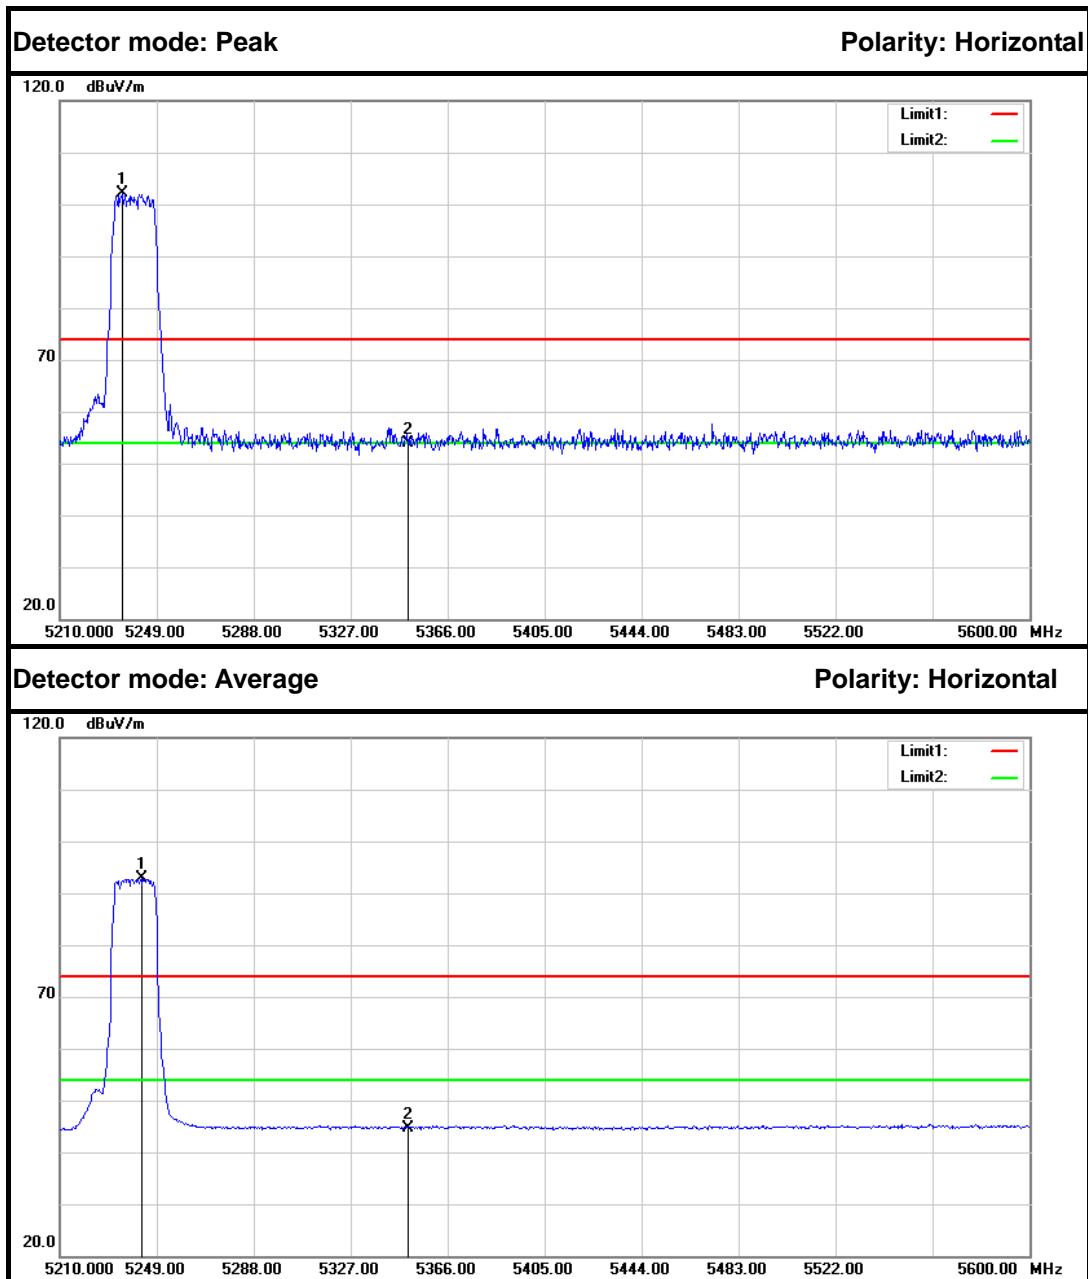 Detector mode: Peak Polarity: Horizontal
120.0 dBuV/m
Limit1:
Limit2:
1
70
2
20.0
5210.000 5249.00 5288.00 5327.00 5366.00 5405.00 5444.00 5483.00 5522.00 5600.00 MHz
Detector mode: Average Polarity: Horizontal
120.0 dBuV/m
Limit1:
Limit2:
1
70
2
20.0
5210.000 5249.00 5288.00 5327.00 5366.00 5405.00 5444.00 5483.00 5522.00 5600.00 MHz